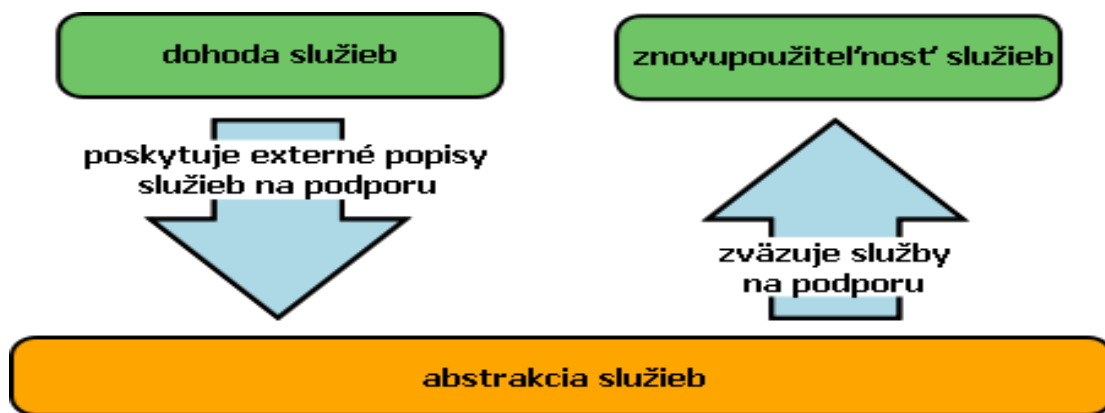 dohoda služieb
znovupoužiteľnosť služieb
poskytuje externé popisy
služieb na podporu
zväzuje služby
na podporu
abstrakcia služieb